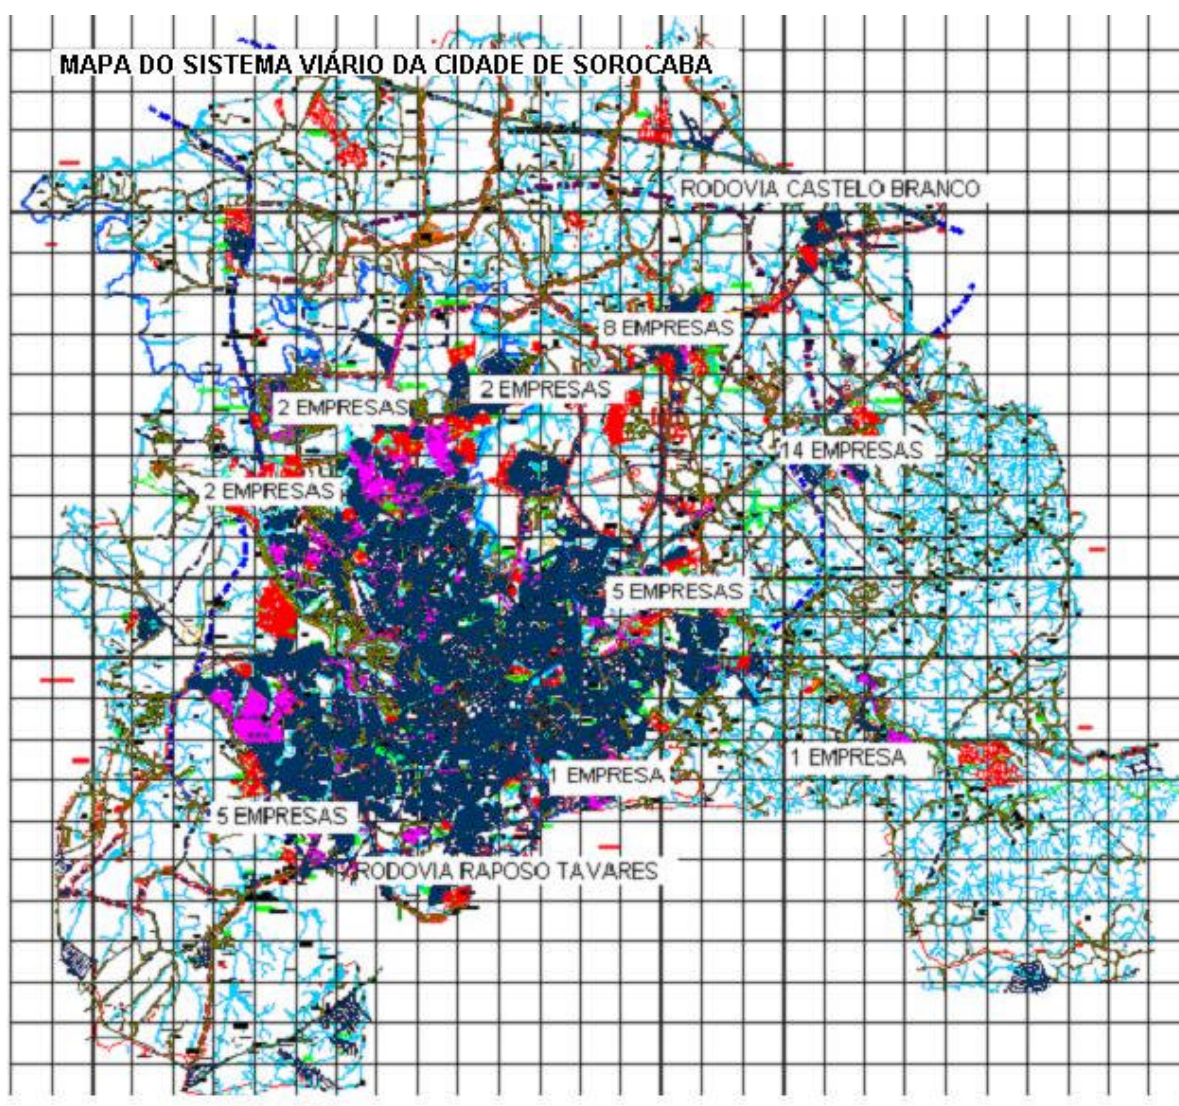 MAPA DO SISTEMA VIÁRIO DA CIDADE DE SOROCABA
RODOVIA CASTELO BRANCO
8 EMPRESAS
2 EMPRESAS
2 EMPRESAS
14 EMPRESAS
2 EMPRESAS
5 EMPRESAS
1 EMPRESA
1 EMPRESA
5 EMPRESAS
RODOVIA RAPOSO TAVARES